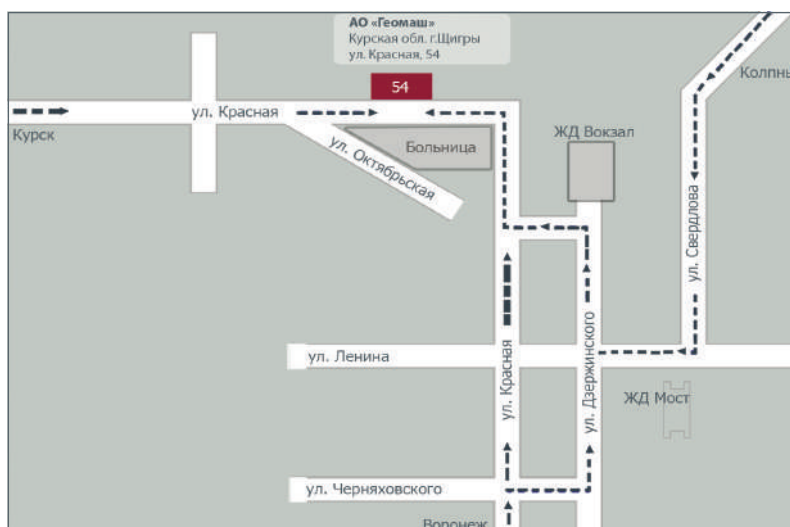 АО «Геомаш»
Курская обл. г.Щигры
ул. Красная, 54
54
Колпны
ул. Красная
Курск
Больница
ЖД Вокзал
ул. Октябрьская
ул. Свердлова
ул. Ленина
ул. Красная
ул. Дзержинского
ЖД Мост
ул. Черняховского
Воронеж